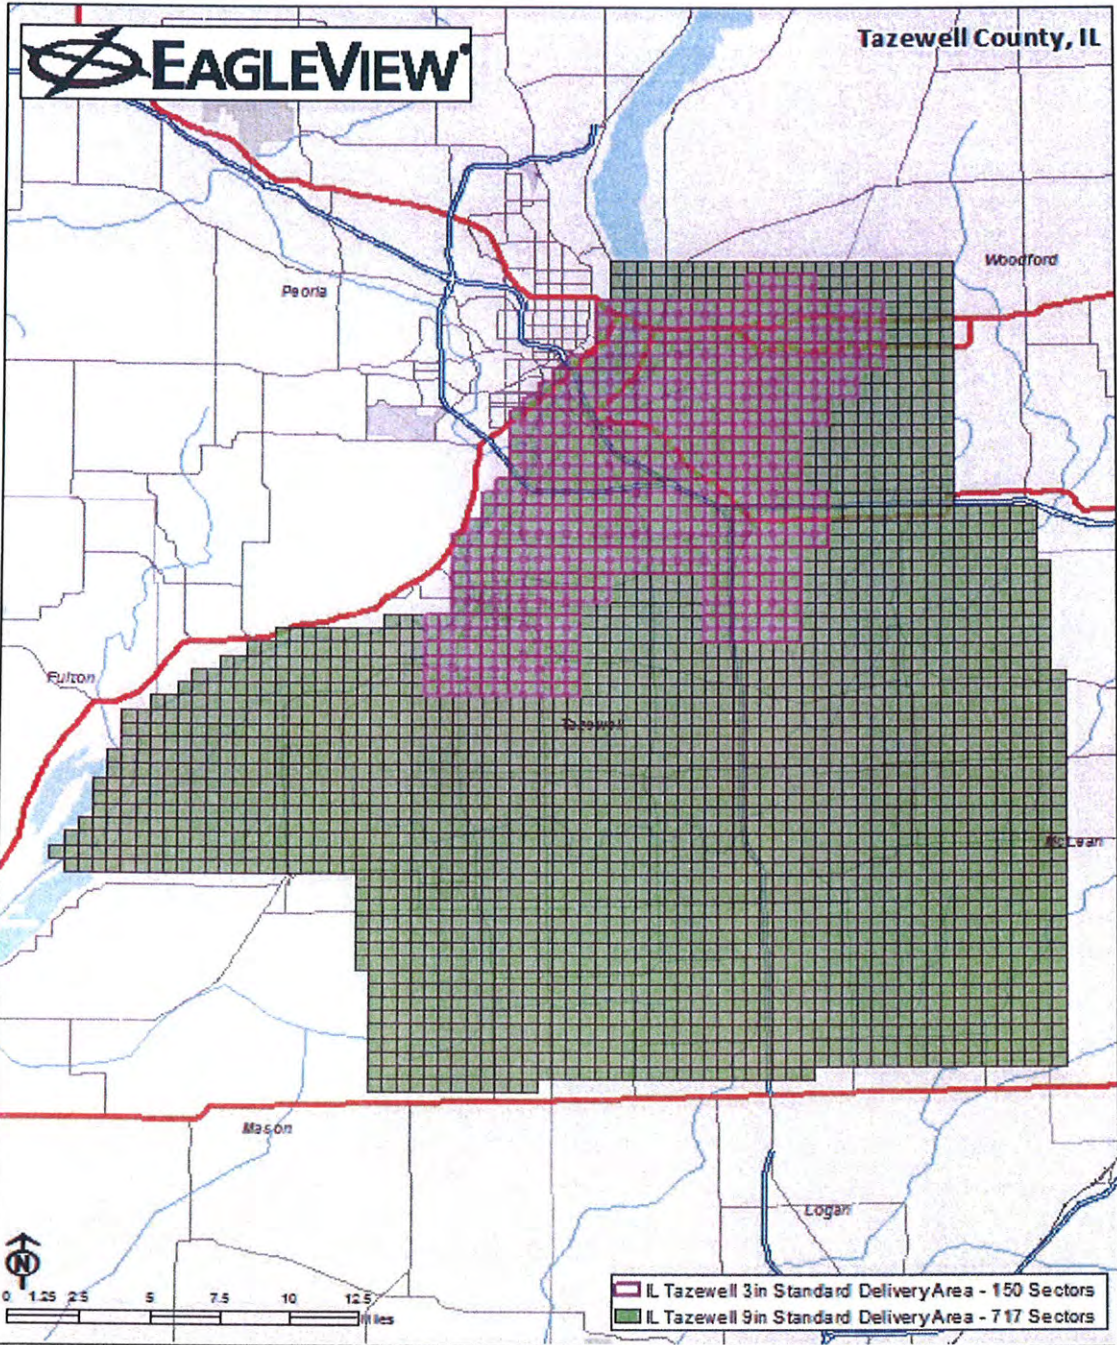 EAGLEVIEW®
Tazewell County, IL
Woodford
Peoria
Fulton
Tazewell
McLean
Mason
Logan
N
0 1.25 2.5 5 7.5 10 12.5
Miles
IL Tazewell 3in Standard Delivery Area - 150 Sectors
IL Tazewell 9in Standard Delivery Area - 717 Sectors